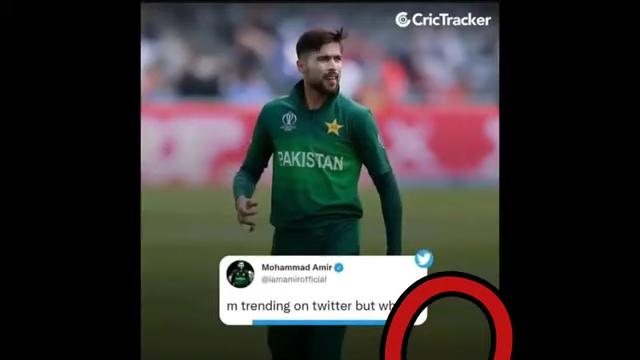 CricTracker
PAKISTAN
Mohammad Amir
@iamamirofficial
m trending on twitter but wh